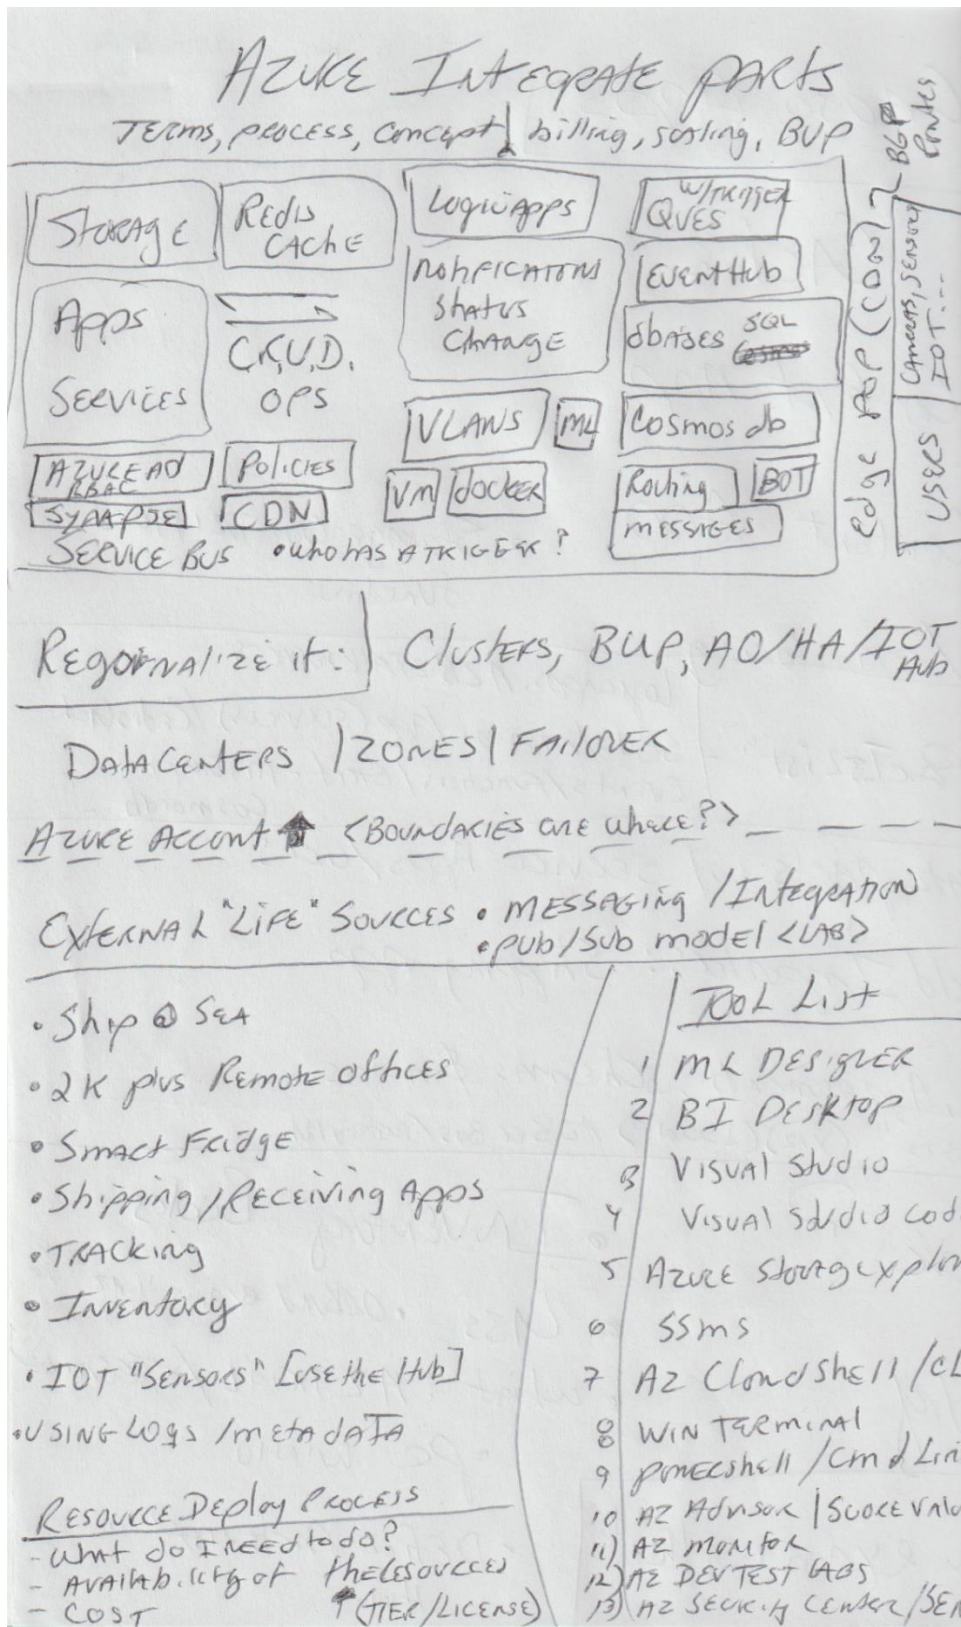 AZURE INTEGRATE PARTS
TERMS, PROCESS, CONCEPT, billing, scaling, BUP
STORAGE
REDIS
CACHE
Logic Apps
W/TRIGGER
QUES
Apps
SERVICES
C.R.U.D.
OPS
NOTIFICATIONS
Status
CHANGE
EVENTHUB
dbases SQL
VLANS
ML
COSMOS db
AZURE AD
RBAC
Policies
VM
docker
Routing
BOT
SYNAPSE
CDN
MESSAGES
SERVICE BUS • Who has A TRIGGER?
edge POP (CDN)
BGP
Routes
CAMERAS, SENSORS
IOT...
USERS
Regionalize it: Clusters, BUP, AO/HA/IOT
Hub
DATACENTERS / ZONES / FAILOVER
AZURE Account <BOUNDARIES are where?>
EXTERNAL "LIFE" SOURCES • MESSAGING / INTEGRATION
• pub/sub model <LAB>
• Ship @ SEA
• 2K plus Remote offices
• Smart Fridge
• Shipping / RECEIVING Apps
• TRACKING
• INVENTORY
• IOT "SENSORS" [use the Hub]
• USING LOGS / metadata
RESOURCE Deploy PROCESS
- What do I NEED to do?
- AVAILABILITY of the resources
- COST (TIER/LICENSE)
TOOL LIST
1 ML DESIGNER
2 BI DESKTOP
3 VISUAL Studio
4 VISUAL Studio cod
5 AZURE Storage explor
6 SSMS
7 AZ Cloud Shell / CL
8 WIN TERMINAL
9 powershell / Cmd Lin
10 AZ Advisor | SCORE Valu
11) AZ MONITOR
12) AZ DEVTEST LABS
13) AZ SECURITY CENTER / SEN